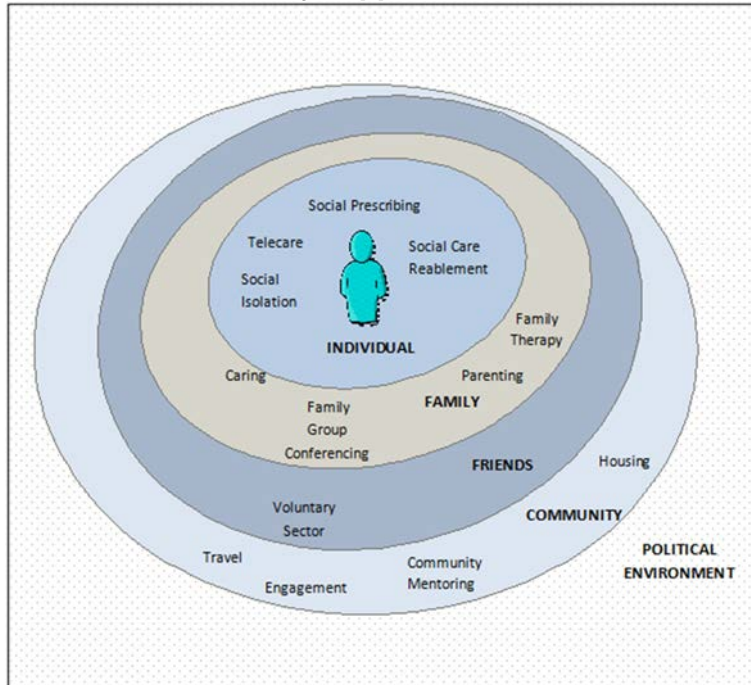 Social Prescribing
Telecare
Social Care
Reablement
Social
Isolation
INDIVIDUAL
Family
Therapy
Caring
Parenting
FAMILY
Family
Group
Conferencing
FRIENDS
Housing
Voluntary
Sector
COMMUNITY
Travel
Community
Mentoring
Engagement
POLITICAL
ENVIRONMENT